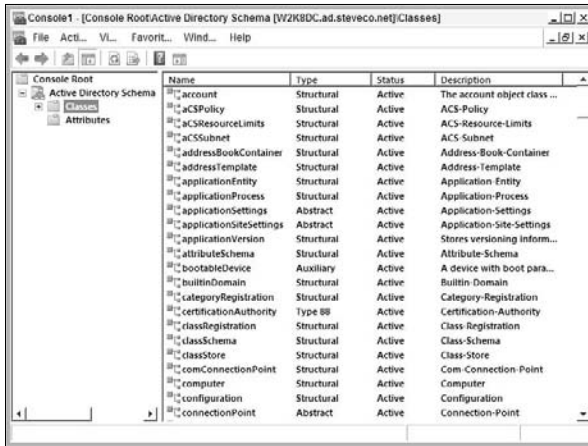 Console1 - [Console Root\Active Directory Schema [W2K8DC.ad.steveco.net]\Classes]
File Acti... Vi... Favorit... Wind... Help
Console Root
Active Directory Schema
Classes
Attributes
Name Type Status Description
account Structural Active The account object class ...
aCSPolicy Structural Active ACS-Policy
aCSResourceLimits Structural Active ACS-Resource-Limits
aCSSubnet Structural Active ACS-Subnet
addressBookContainer Structural Active Address-Book-Container
addressTemplate Structural Active Address-Template
applicationEntity Structural Active Application-Entity
applicationProcess Structural Active Application-Process
applicationSettings Abstract Active Application-Settings
applicationSiteSettings Abstract Active Application-Site-Settings
applicationVersion Structural Active Stores versioning inform...
attributeSchema Structural Active Attribute-Schema
bootableDevice Auxiliary Active A device with boot para...
builtinDomain Structural Active Builtin-Domain
categoryRegistration Structural Active Category-Registration
certificationAuthority Type 88 Active Certification-Authority
classRegistration Structural Active Class-Registration
classSchema Structural Active Class-Schema
classStore Structural Active Class-Store
comConnectionPoint Structural Active Com-Connection-Point
computer Structural Active Computer
configuration Structural Active Configuration
connectionPoint Abstract Active Connection-Point